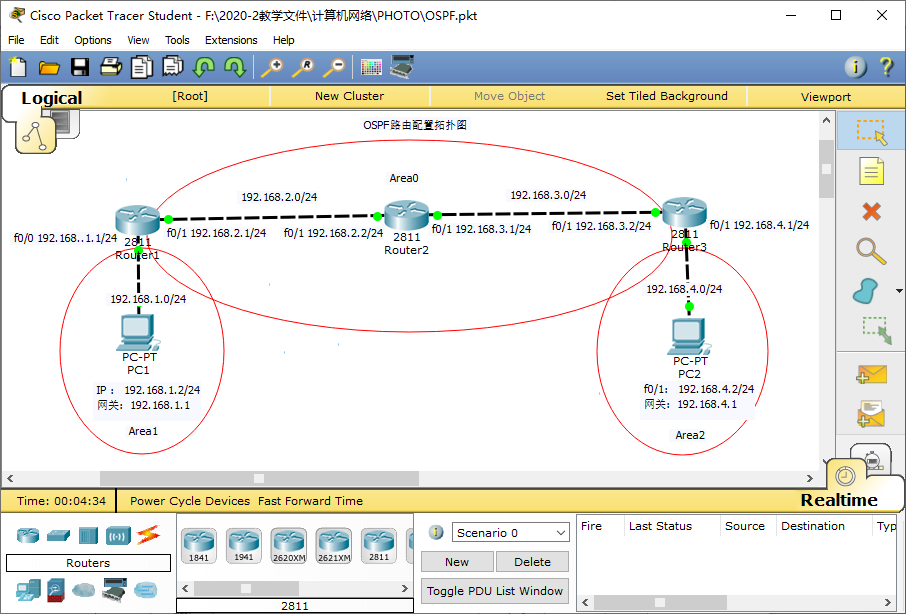 Cisco Packet Tracer Student - F:\2020-2教学文件\计算机网络\PHOTO\OSPF.pkt
File Edit Options View Tools Extensions Help
Logical [Root] New Cluster Move Object Set Tiled Background Viewport
OSPF路由配置拓扑图
Area0
192.168.2.0/24 192.168.3.0/24
f0/0 192.168..1.1/24 f0/1 192.168.2.1/24 f0/1 192.168.2.2/24 f0/1 192.168.3.1/24 f0/1 192.168.3.2/24 f0/1 192.168.4.1/24
2811
Router1
2811
Router2
2811
Router3
192.168.1.0/24
192.168.4.0/24
PC-PT
PC1
PC-PT
PC2
IP： 192.168.1.2/24
网关：192.168.1.1
Area1
f0/1： 192.168.4.2/24
网关：192.168.4.1
Area2
Time: 00:04:34 Power Cycle Devices Fast Forward Time Realtime
Routers
1841 1941 2620XM 2621XM 2811
2811
Scenario 0
New Delete
Toggle PDU List Window
Fire Last Status Source Destination Typ